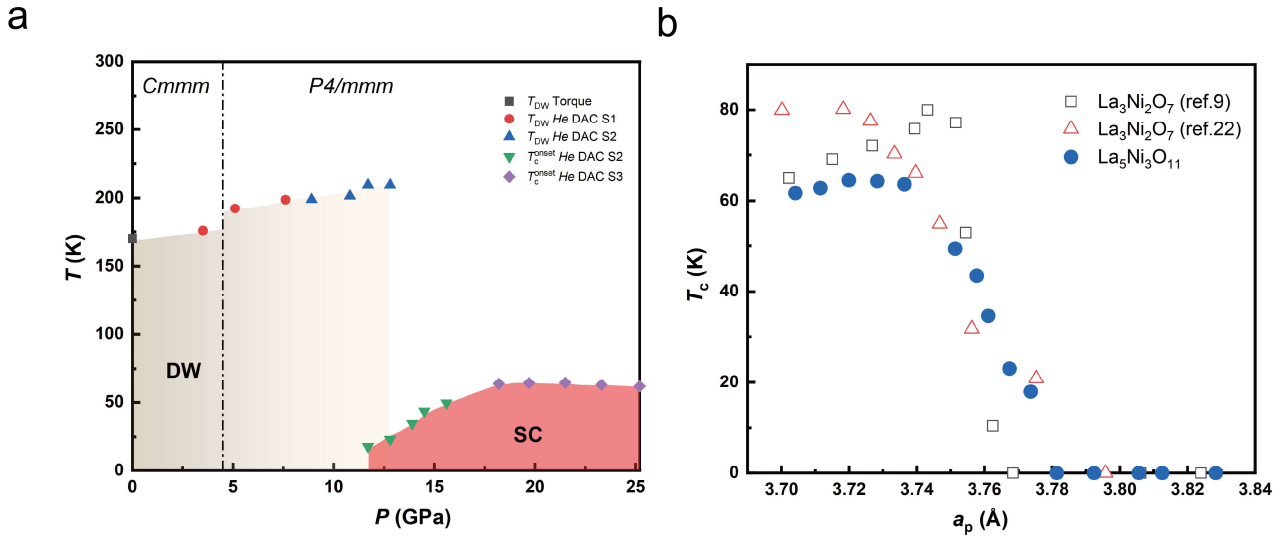 a
300
250
200
150
100
50
0
0
5
10
15
20
25
T (K)
P (GPa)
Cmmm
P4/mmm
T_DW Torque
T_DW He DAC S1
T_DW He DAC S2
T_c^onset He DAC S2
T_c^onset He DAC S3
DW
SC
b
80
60
40
20
0
3.70
3.72
3.74
3.76
3.78
3.80
3.82
3.84
T_c (K)
a_p (Å)
La₃Ni₂O₇ (ref.9)
La₃Ni₂O₇ (ref.22)
La₅Ni₃O₁₁